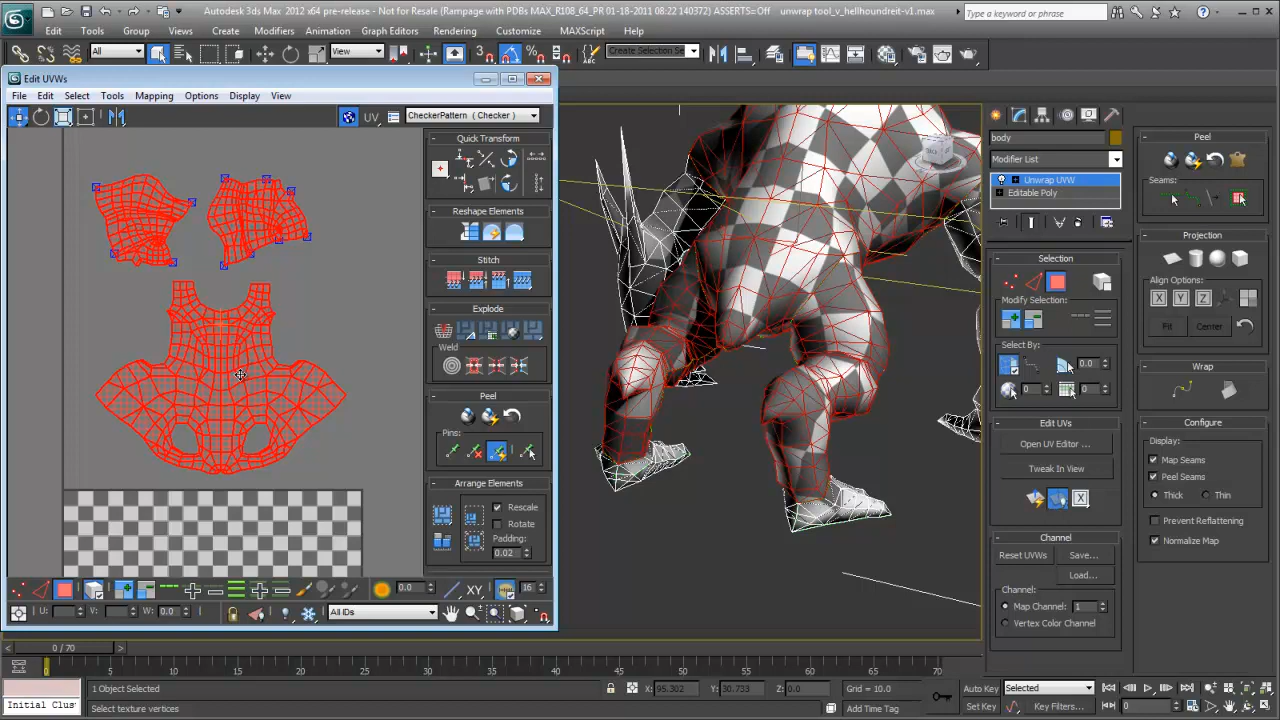 Autodesk 3ds Max 2012 x64 pre-release - Not for Resale (Rampage with PDBs MAX_R108_64_PR 01-18-2011 08:22 140372) ASSERTS=Off unwrap tool_v_hellhoundreit-v1.max
Type a keyword or phrase
Edit Tools Group Views Create Modifiers Animation Graph Editors Rendering Customize MAXScript Help
All View Create Selection Se
Edit UVWs
File Edit Select Tools Mapping Options Display View
UV CheckerPattern ( Checker )
Quick Transform
Reshape Elements
Stitch
Explode
Weld
Peel
Pins:
Arrange Elements
Rescale
Rotate
Padding:
0.02
0.0 XY 16
U: V: W: 0.0 All IDs
body
Modifier List
Unwrap UVW
Editable Poly
Selection
Modify Selection:
Select By:
0.0
0 0
Edit UVs
Open UV Editor ...
Tweak In View
Channel
Reset UVWs Save...
Load...
Channel:
Map Channel: 1
Vertex Color Channel
Peel
Seams:
Projection
Align Options:
X Y Z
Fit Center
Wrap
Configure
Display:
Map Seams
Peel Seams
Thick Thin
Prevent Reflattening
Normalize Map
0 / 70
0 5 10 15 20 25 30 35 40 45 50 55 60 65 70
1 Object Selected X: 95.302 Y: 30.733 Z: 0.0 Grid = 10.0 Auto Key Selected
Initial Clus Select texture vertices Add Time Tag Set Key Key Filters... 0